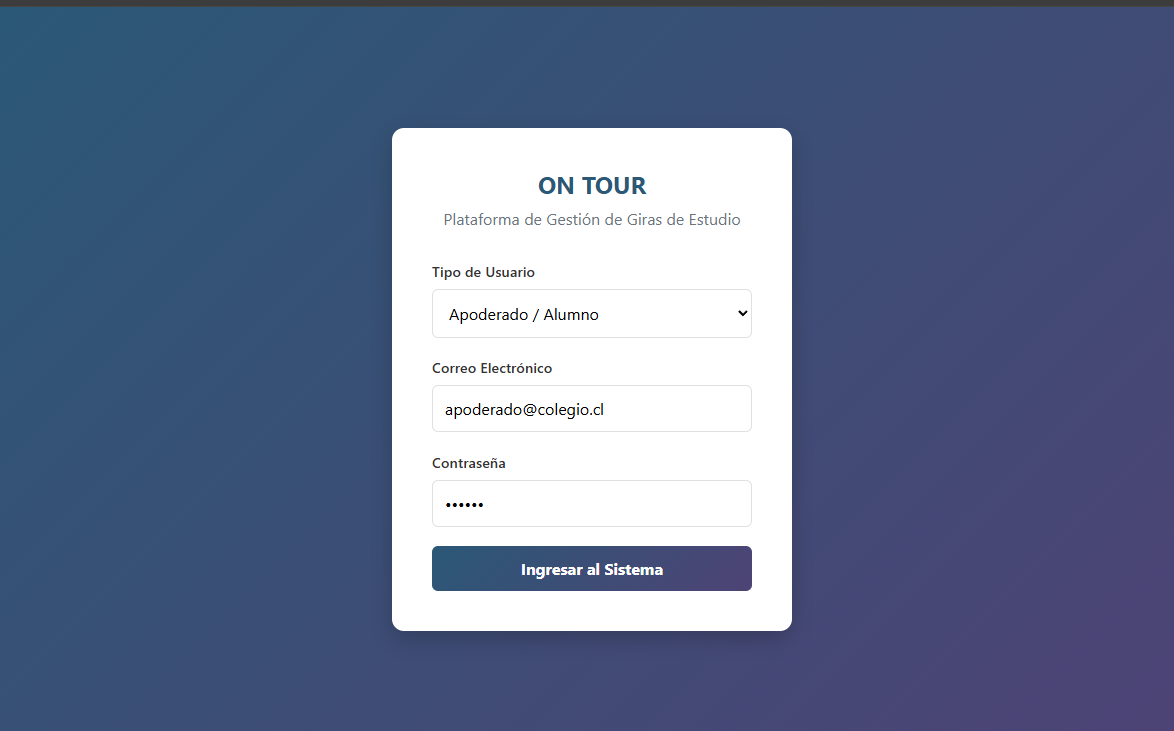 ON TOUR
Plataforma de Gestión de Giras de Estudio
Tipo de Usuario
Apoderado / Alumno
Correo Electrónico
apoderado@colegio.cl
Contraseña
••••••
Ingresar al Sistema